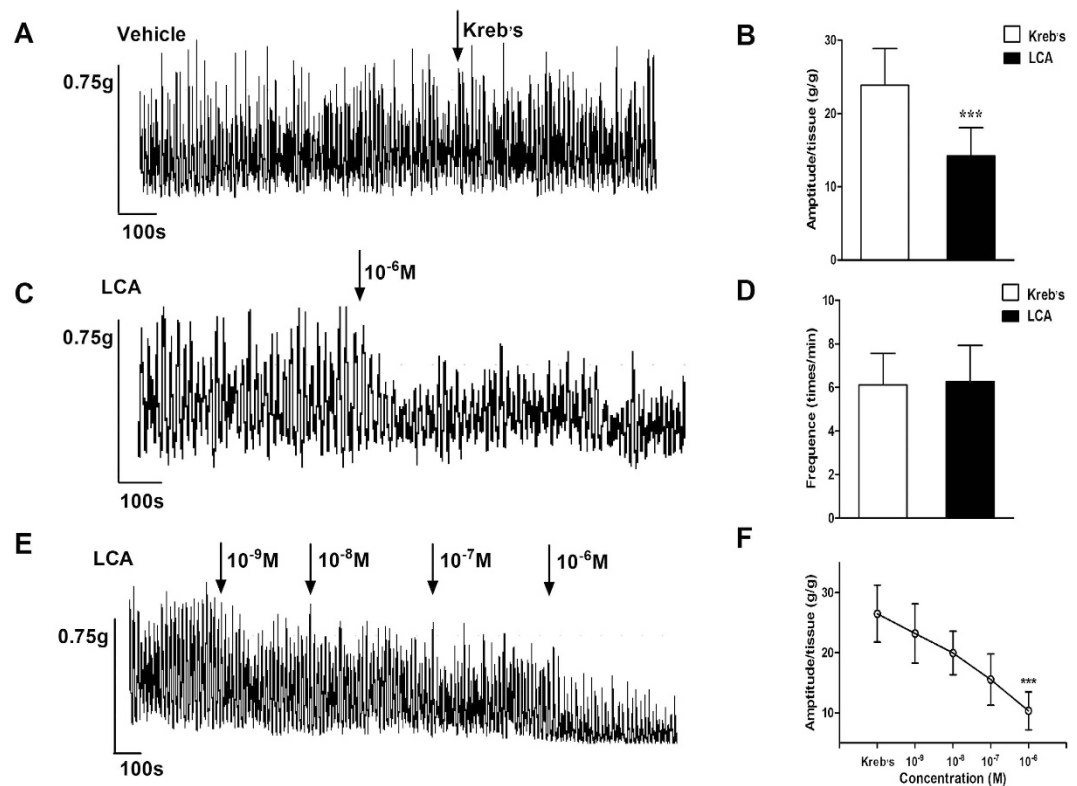 A
Vehicle
Kreb's
0.75g
100s
B
Kreb's
LCA
Amptitude/tissue (g/g)
30
20
10
0
***
C
LCA
10⁻⁶M
0.75g
100s
D
Kreb's
LCA
Frequence (times/min)
10
8
6
4
2
0
E
LCA
10⁻⁹M
10⁻⁸M
10⁻⁷M
10⁻⁶M
0.75g
100s
F
Amptitude/tissue (g/g)
30
20
10
***
Kreb's 10⁻⁹ 10⁻⁸ 10⁻⁷ 10⁻⁶
Concentration (M)